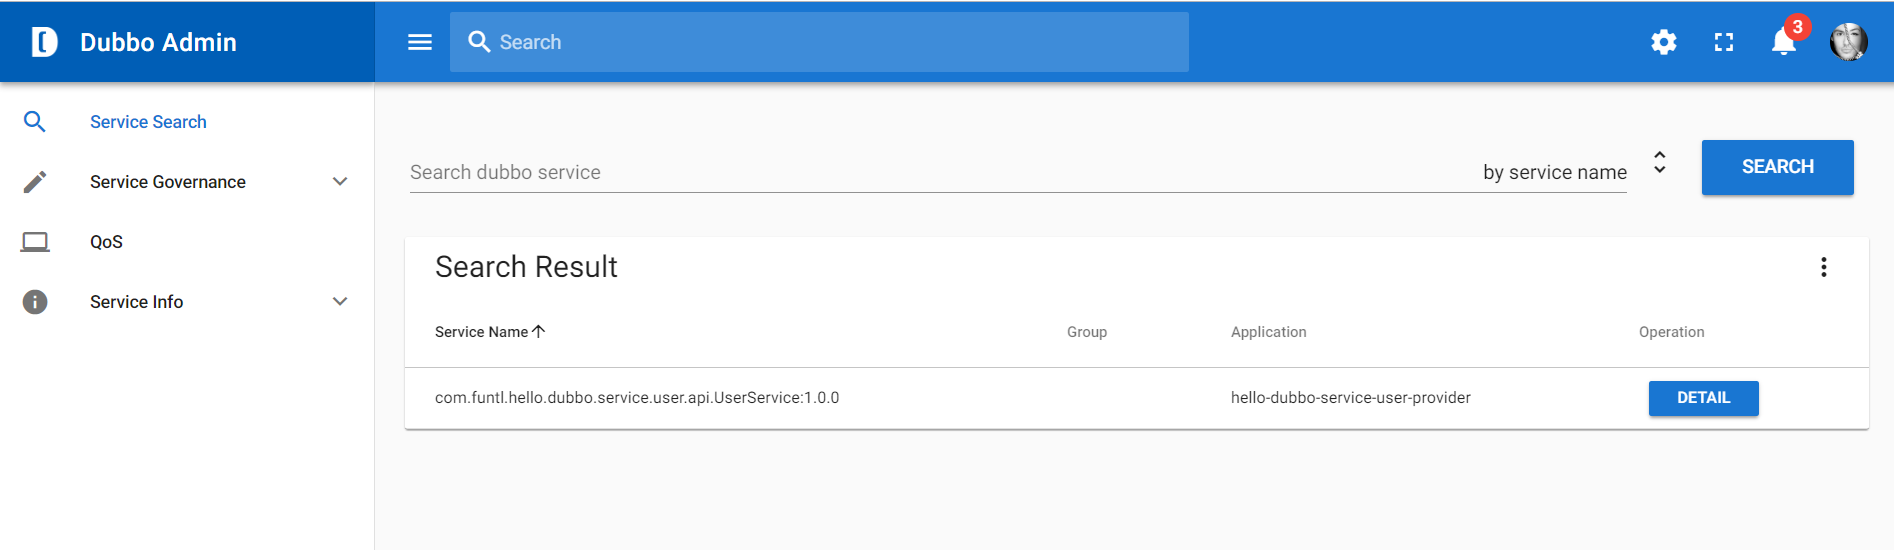 Dubbo Admin
Search
3
Service Search
Service Governance
QoS
Service Info
Search dubbo service
by service name
SEARCH
Search Result
Service Name Group Application Operation
com.funtl.hello.dubbo.service.user.api.UserService:1.0.0 hello-dubbo-service-user-provider DETAIL